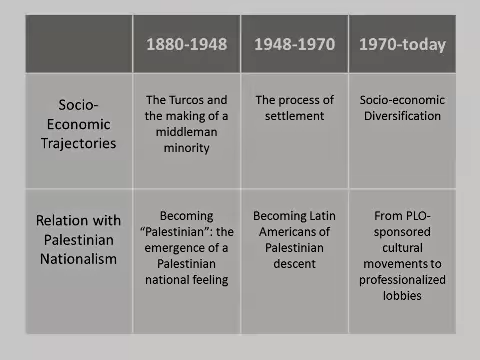 1880-1948
1948-1970
1970-today
Socio-
Economic
Trajectories
The Turcos and
the making of a
middleman
minority
The process of
settlement
Socio-economic
Diversification
Relation with
Palestinian
Nationalism
Becoming
“Palestinian”: the
emergence of a
Palestinian
national feeling
Becoming Latin
Americans of
Palestinian
descent
From PLO-
sponsored
cultural
movements to
professionalized
lobbies